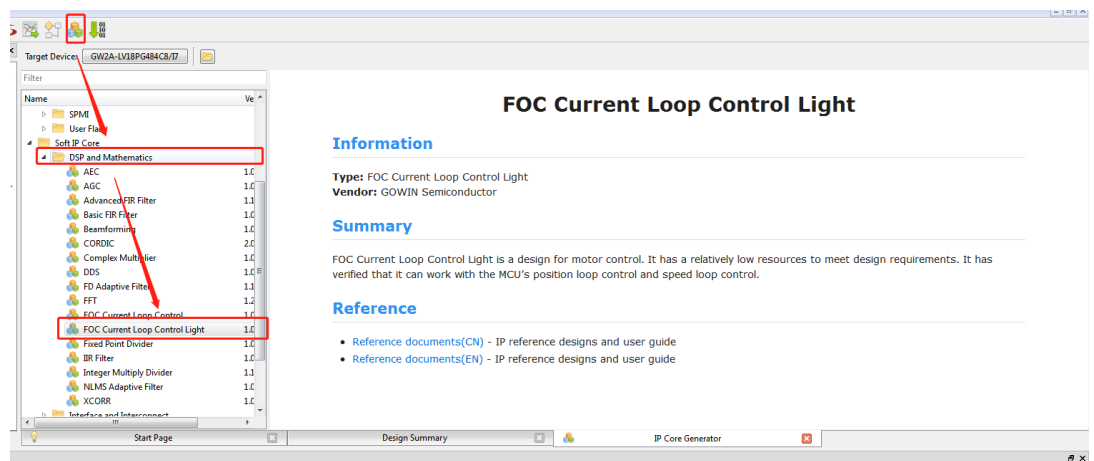 Target Device: GW2A-LV18PG484C8/I7
Filter
Name Ve
SPMI
Soft IP Core
DSP and Mathematics
AEC 1.0
AGC 1.0
Advanced FIR Filter 1.1
Basic FIR Filter 1.0
Beamforming 1.0
CORDIC 2.0
Complex Multiplier 1.0
DDS 1.0
FD Adaptive Filter 1.1
FFT 1.2
FOC Current Loop Control 1.0
FOC Current Loop Control Light 1.0
Fixed Point Divider 1.0
IIR Filter 1.0
Integer Multiply Divider 1.1
NLMS Adaptive Filter 1.0
XCORR 1.0
Interface and Interconnect
FOC Current Loop Control Light
Information
Type: FOC Current Loop Control Light
Vendor: GOWIN Semiconductor
Summary
FOC Current Loop Control Light is a design for motor control. It has a relatively low resources to meet design requirements. It has
verified that it can work with the MCU's position loop control and speed loop control.
Reference
Reference documents(CN) - IP reference designs and user guide
Reference documents(EN) - IP reference designs and user guide
Start Page Design Summary IP Core Generator